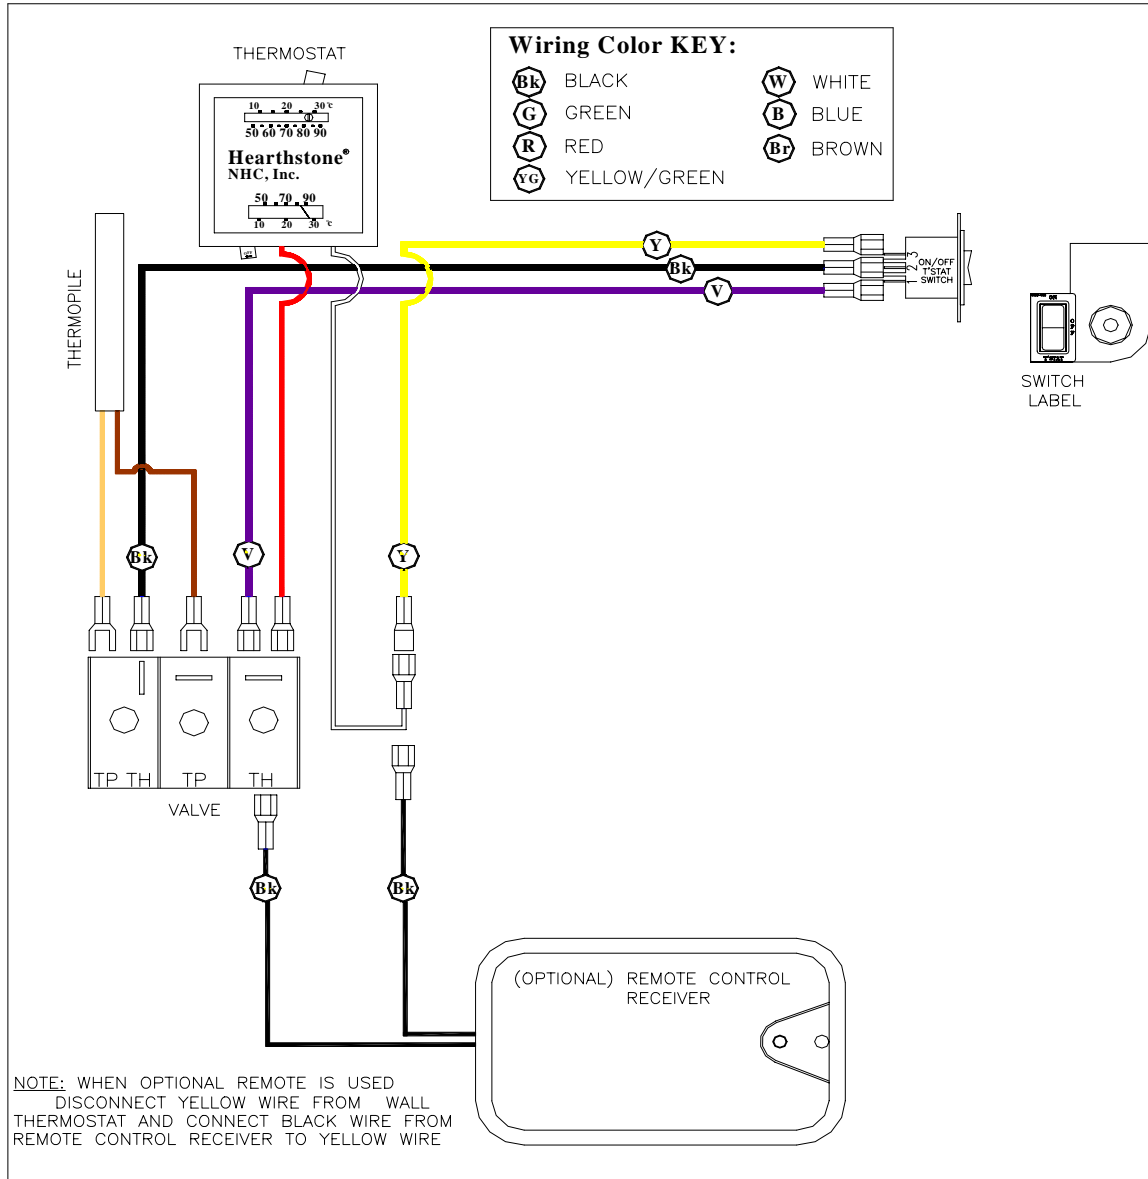 THERMOSTAT
10 20 30 °c
50 60 70 80 90
Hearthstone®
NHC, Inc.
50 70 90
10 20 30 °c
Wiring Color KEY:
Bk BLACK
G GREEN
R RED
YG YELLOW/GREEN
W WHITE
B BLUE
Br BROWN
THERMOPILE
Y
Bk
V
3
2
1
ON/OFF
T'STAT
SWITCH
ON
OFF
T'STAT
SWITCH
LABEL
Bk
V
Y
TP TH
TP
TH
VALVE
Bk
Bk
(OPTIONAL) REMOTE CONTROL
RECEIVER
NOTE: WHEN OPTIONAL REMOTE IS USED
DISCONNECT YELLOW WIRE FROM WALL
THERMOSTAT AND CONNECT BLACK WIRE FROM
REMOTE CONTROL RECEIVER TO YELLOW WIRE